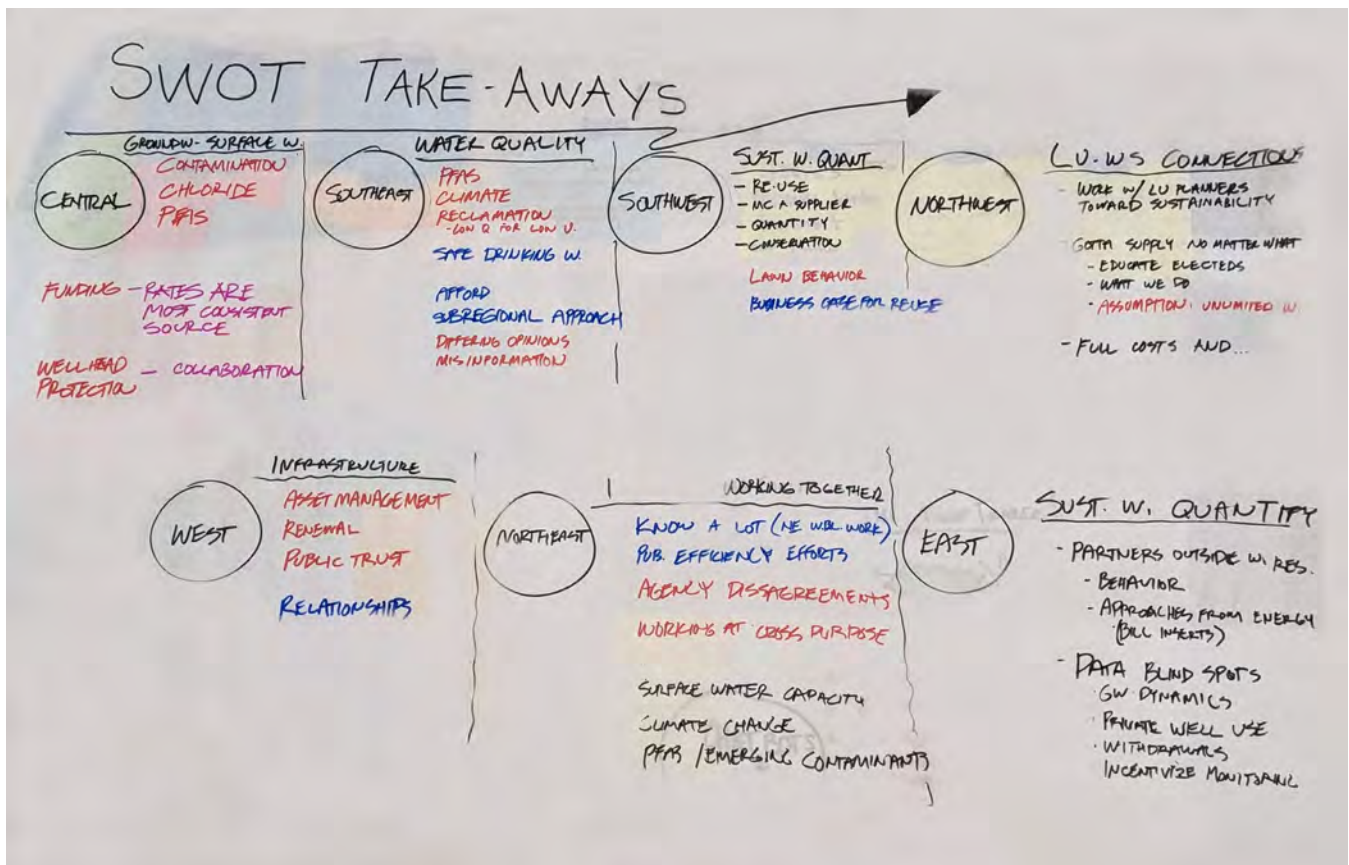 SWOT TAKE-AWAYS
CENTRAL
GROUNDW-SURFACE W.
CONTAMINATION
CHLORIDE
PFAS
FUNDING - RATES ARE
MOST CONSISTENT
SOURCE
WELLHEAD
PROTECTION - COLLABORATION
SOUTHEAST
WATER QUALITY
PFAS
CLIMATE
RECLAMATION
-LOW Q FOR LOW U.
SAFE DRINKING W.
AFFORD
SUBREGIONAL APPROACH
DIFFERING OPINIONS
MISINFORMATION
SOUTHWEST
SUST. W. QUANT
- RE-USE
- MC A SUPPLIER
- QUANTITY
- CONSERVATION
LAWN BEHAVIOR
BUSINESS CASE FOR REUSE
NORTHWEST
LU-WS CONNECTIONS
- WORK W/ LU PLANNERS
TOWARD SUSTAINABILITY
- GOTTA SUPPLY NO MATTER WHAT
- EDUCATE ELECTEDS
- WHAT WE DO
- ASSUMPTION: UNLIMITED W
- FULL COSTS AND...
WEST
INFRASTRUCTURE
ASSET MANAGEMENT
RENEWAL
PUBLIC TRUST
RELATIONSHIPS
NORTHEAST
WORKING TOGETHER
KNOW A LOT (NE WBL WORK)
PUB. EFFICIENCY EFFORTS
AGENCY DISSAGREEMENTS
WORKING AT CROSS PURPOSE
SURFACE WATER CAPACITY
CLIMATE CHANGE
PFAS / EMERGING CONTAMINANTS
EAST
SUST. W. QUANTITY
- PARTNERS OUTSIDE W. RES.
- BEHAVIOR
- APPROACHES FROM ENERGY
(BILL INSERTS)
- DATA BLIND SPOTS
· GW DYNAMICS
· PRIVATE WELL USE
· WITHDRAWALS
INCENTIVIZE MONITORING